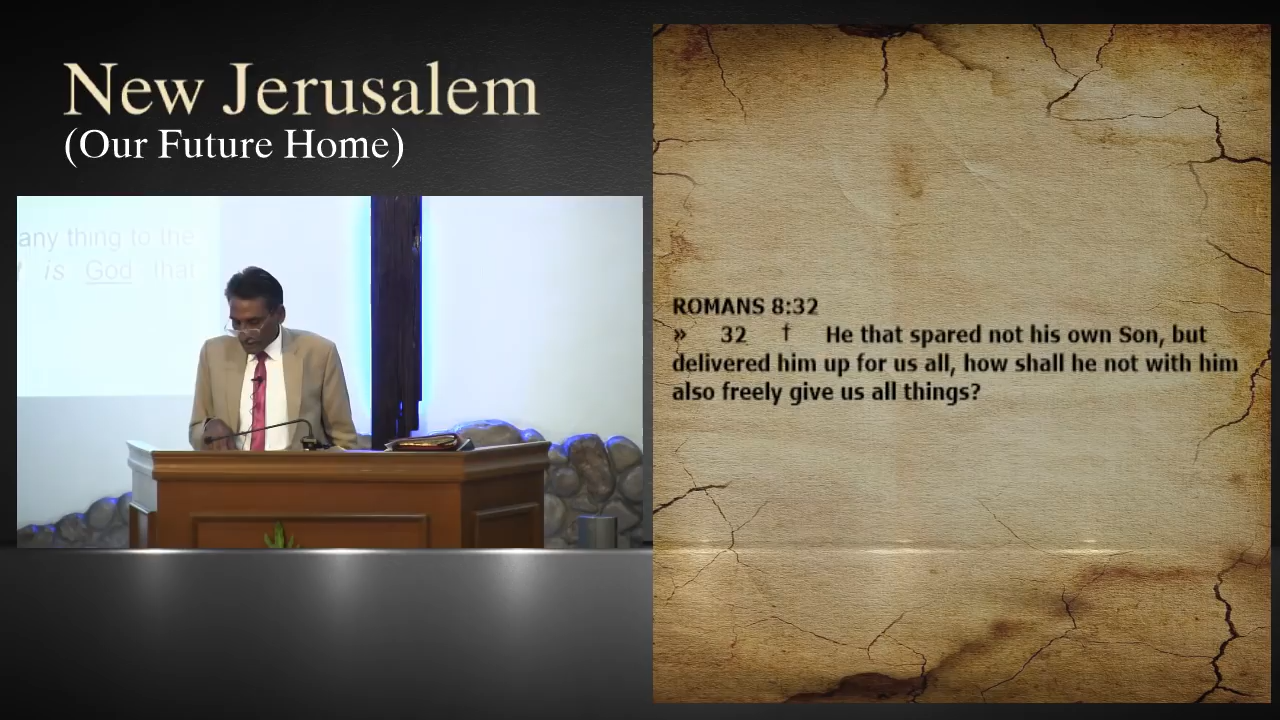 New Jerusalem
(Our Future Home)
any thing to the
is God that
ROMANS 8:32
» 32 † He that spared not his own Son, but
delivered him up for us all, how shall he not with him
also freely give us all things?